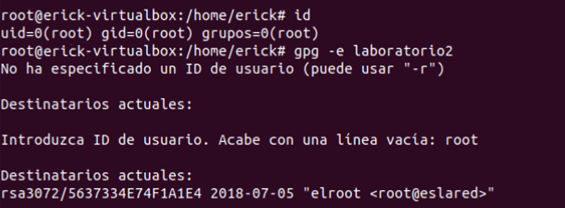 root@erick-virtualbox:/home/erick# id
uid=0(root) gid=0(root) grupos=0(root)
root@erick-virtualbox:/home/erick# gpg -e laboratorio2
No ha especificado un ID de usuario (puede usar "-r")
Destinatarios actuales:
Introduzca ID de usuario. Acabe con una línea vacía: root
Destinatarios actuales:
rsa3072/5637334E74F1A1E4 2018-07-05 "elroot <root@eslared>"